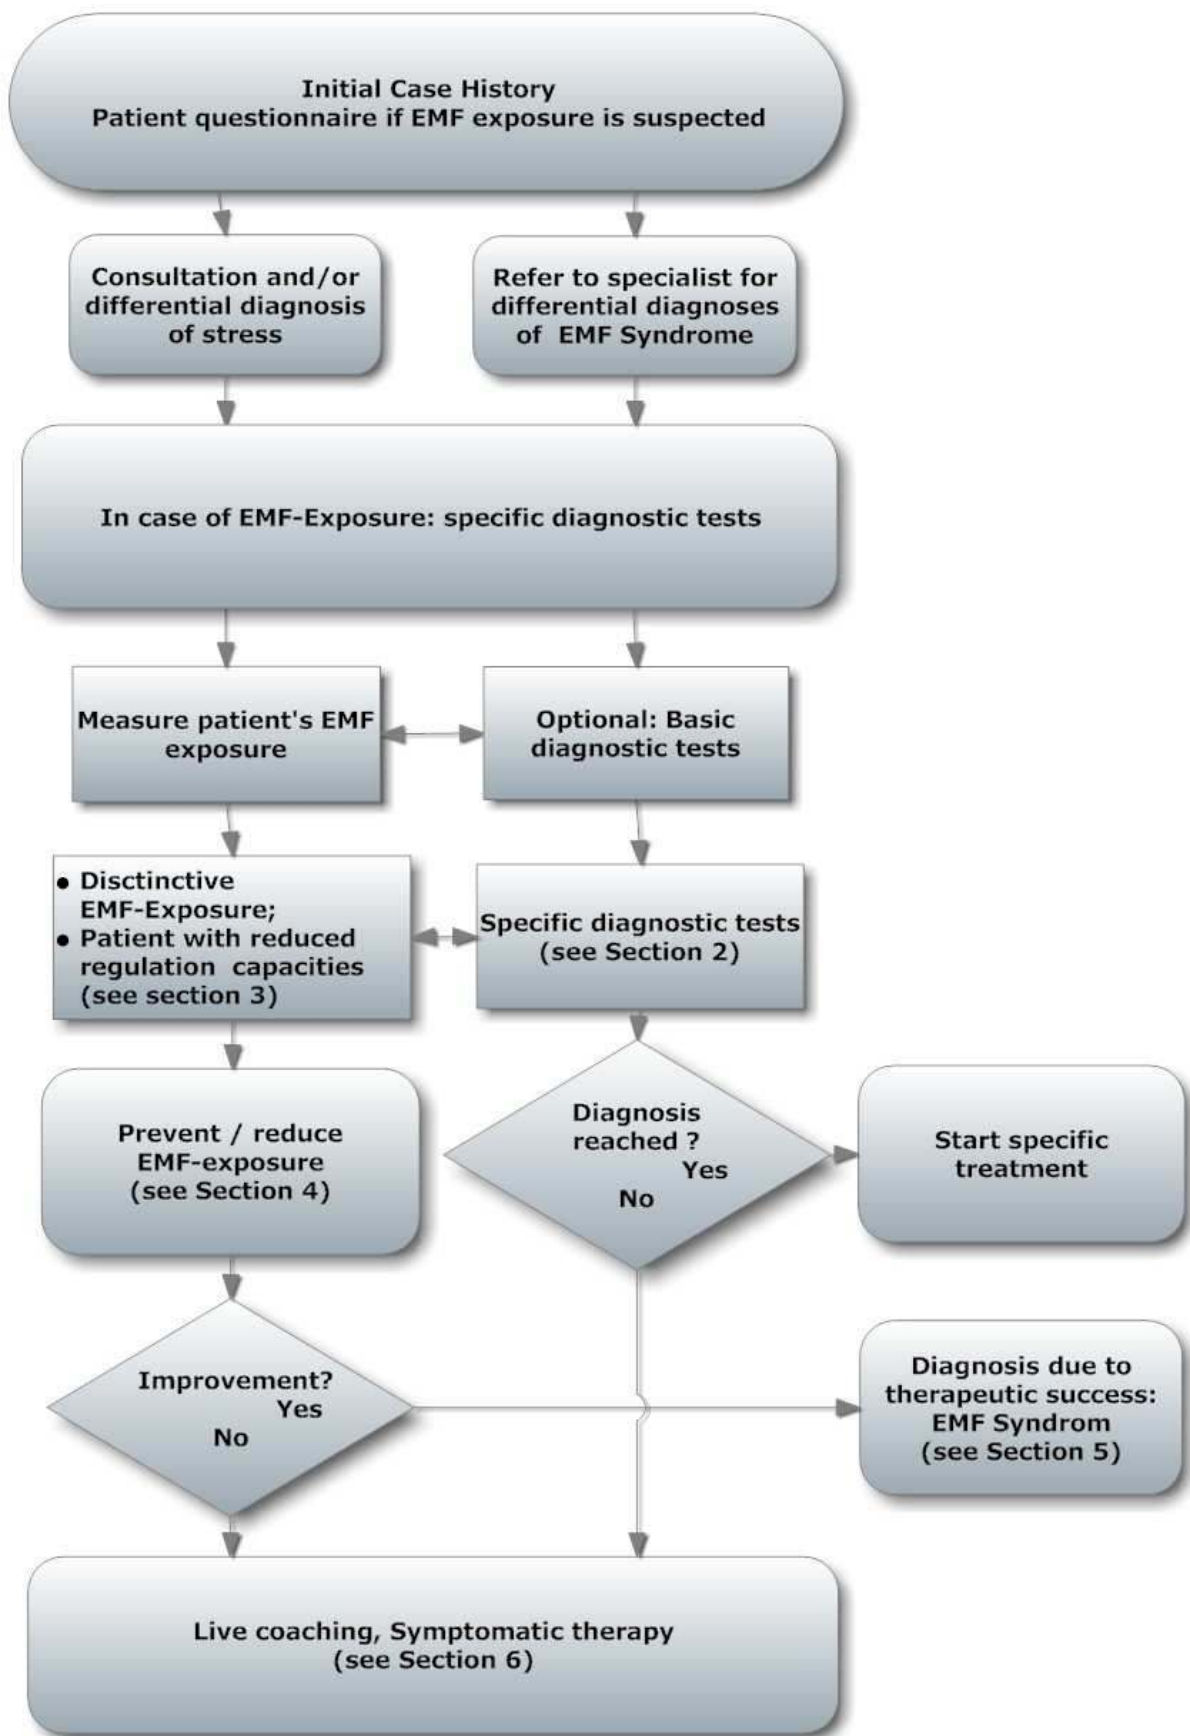 Initial Case History
Patient questionnaire if EMF exposure is suspected
Consultation and/or
differential diagnosis
of stress
Refer to specialist for
differential diagnoses
of EMF Syndrome
In case of EMF-Exposure: specific diagnostic tests
Measure patient's EMF
exposure
Optional: Basic
diagnostic tests
● Disctinctive
EMF-Exposure;
● Patient with reduced
regulation capacities
(see section 3)
Specific diagnostic tests
(see Section 2)
Prevent / reduce
EMF-exposure
(see Section 4)
Diagnosis
reached ?
Yes
No
Start specific
treatment
Improvement?
Yes
No
Diagnosis due to
therapeutic success:
EMF Syndrom
(see Section 5)
Live coaching, Symptomatic therapy
(see Section 6)